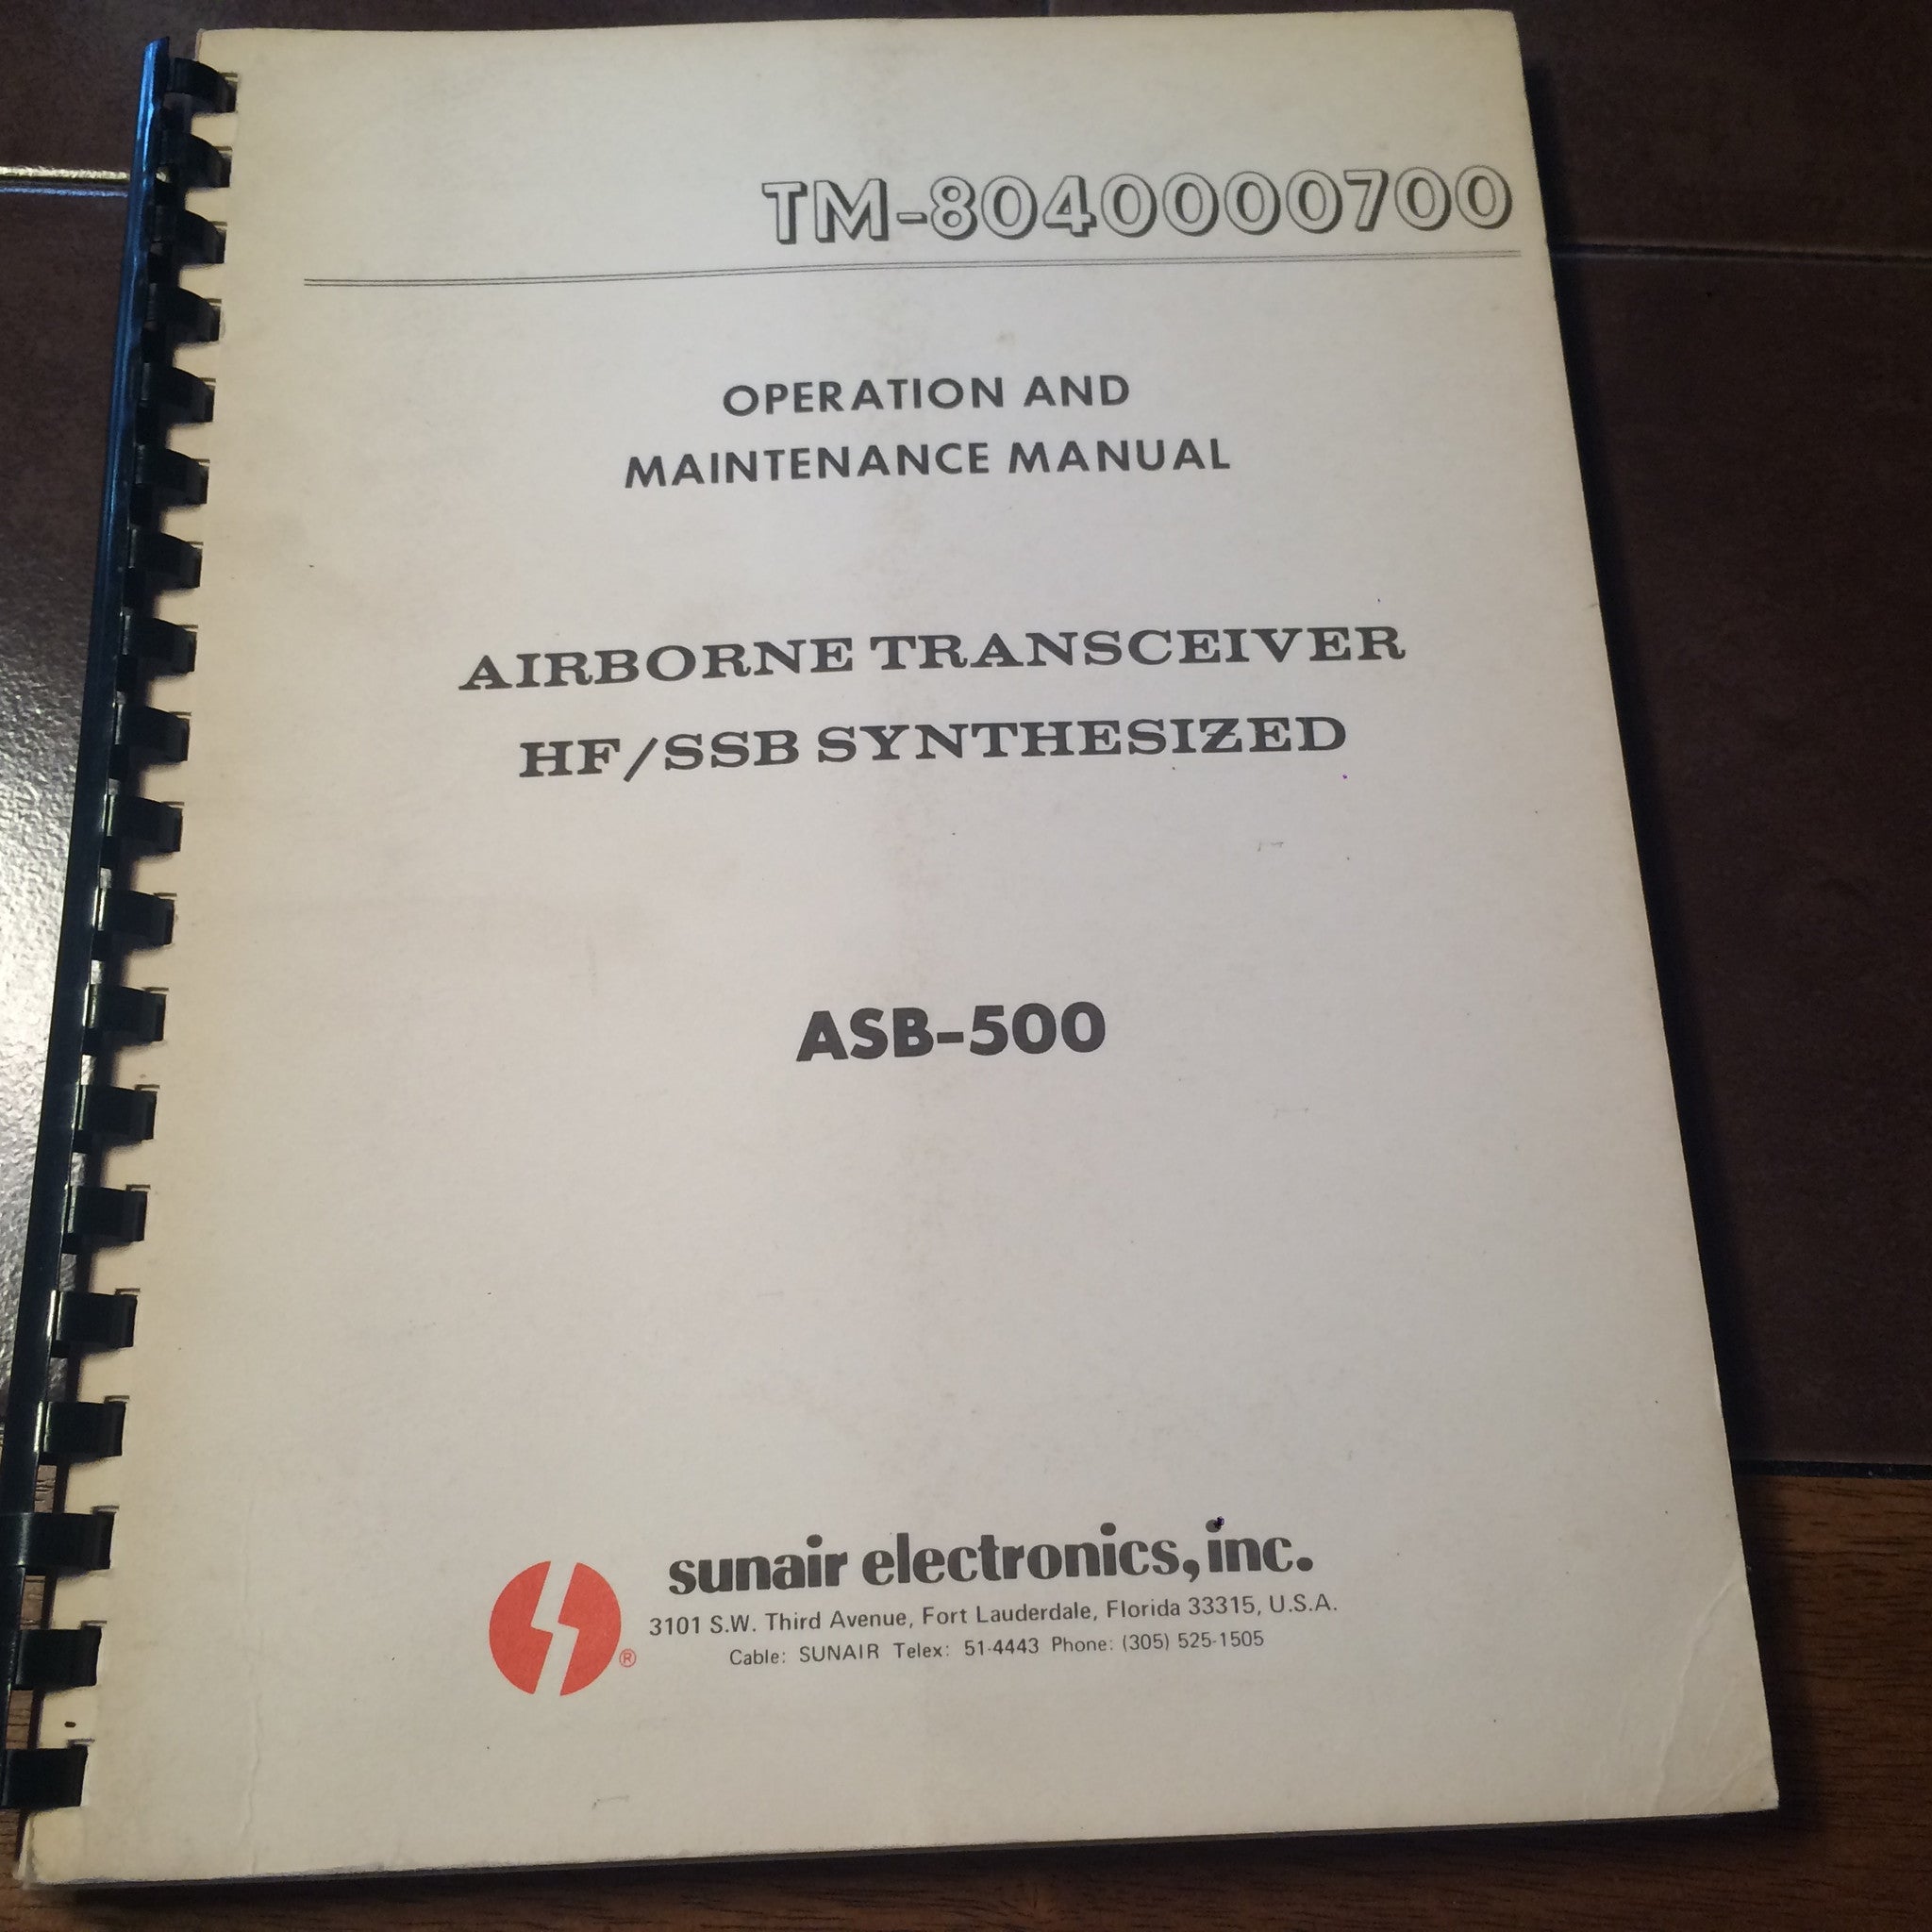 TM-8040000700
OPERATION AND
MAINTENANCE MANUAL
AIRBORNE TRANSCEIVER
HF/SSB SYNTHESIZED
ASB-500
sunair electronics, inc.
3101 S.W. Third Avenue, Fort Lauderdale, Florida 33315, U.S.A.
Cable: SUNAIR Telex: 51-4443 Phone: (305) 525-1505
®